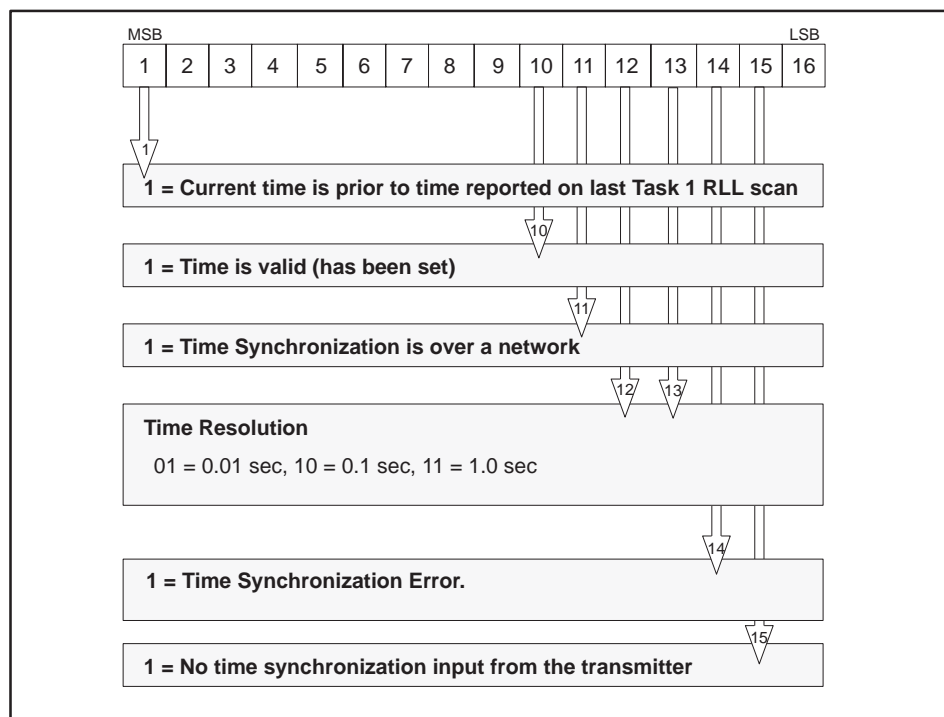 MSB LSB
1 2 3 4 5 6 7 8 9 10 11 12 13 14 15 16
1
1 = Current time is prior to time reported on last Task 1 RLL scan
10
1 = Time is valid (has been set)
11
1 = Time Synchronization is over a network
12 13
Time Resolution
01 = 0.01 sec, 10 = 0.1 sec, 11 = 1.0 sec
14
1 = Time Synchronization Error.
15
1 = No time synchronization input from the transmitter